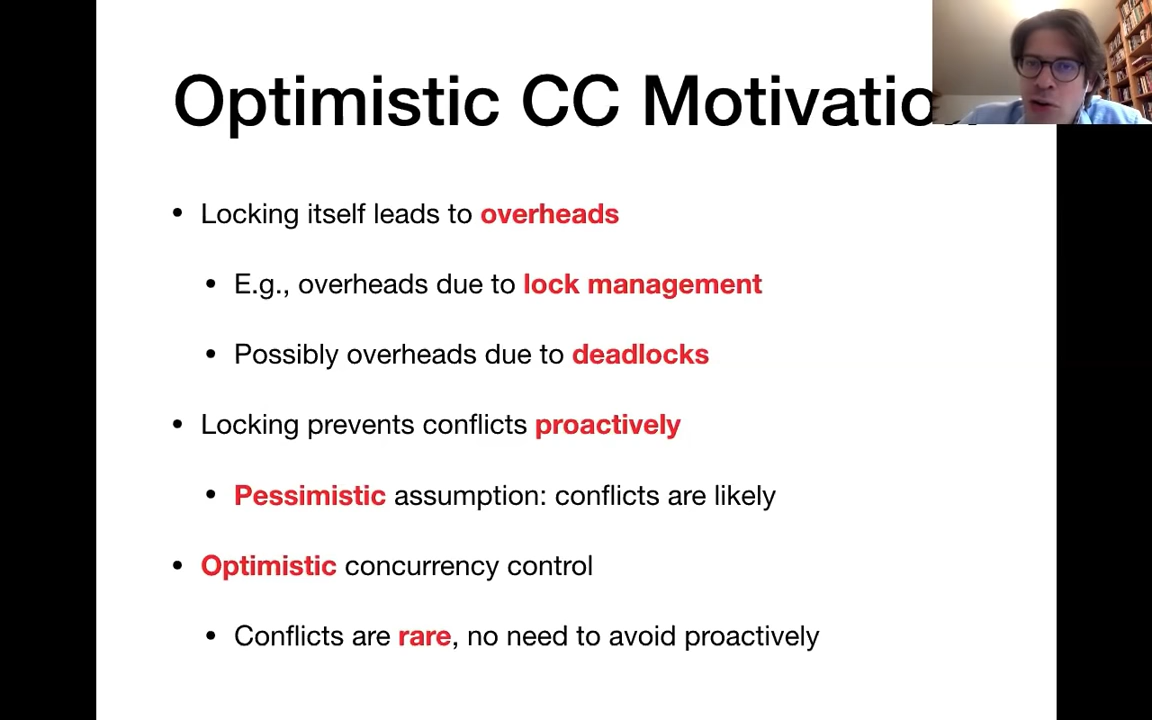 Optimistic CC Motivation
• Locking itself leads to overheads
• E.g., overheads due to lock management
• Possibly overheads due to deadlocks
• Locking prevents conflicts proactively
• Pessimistic assumption: conflicts are likely
• Optimistic concurrency control
• Conflicts are rare, no need to avoid proactively